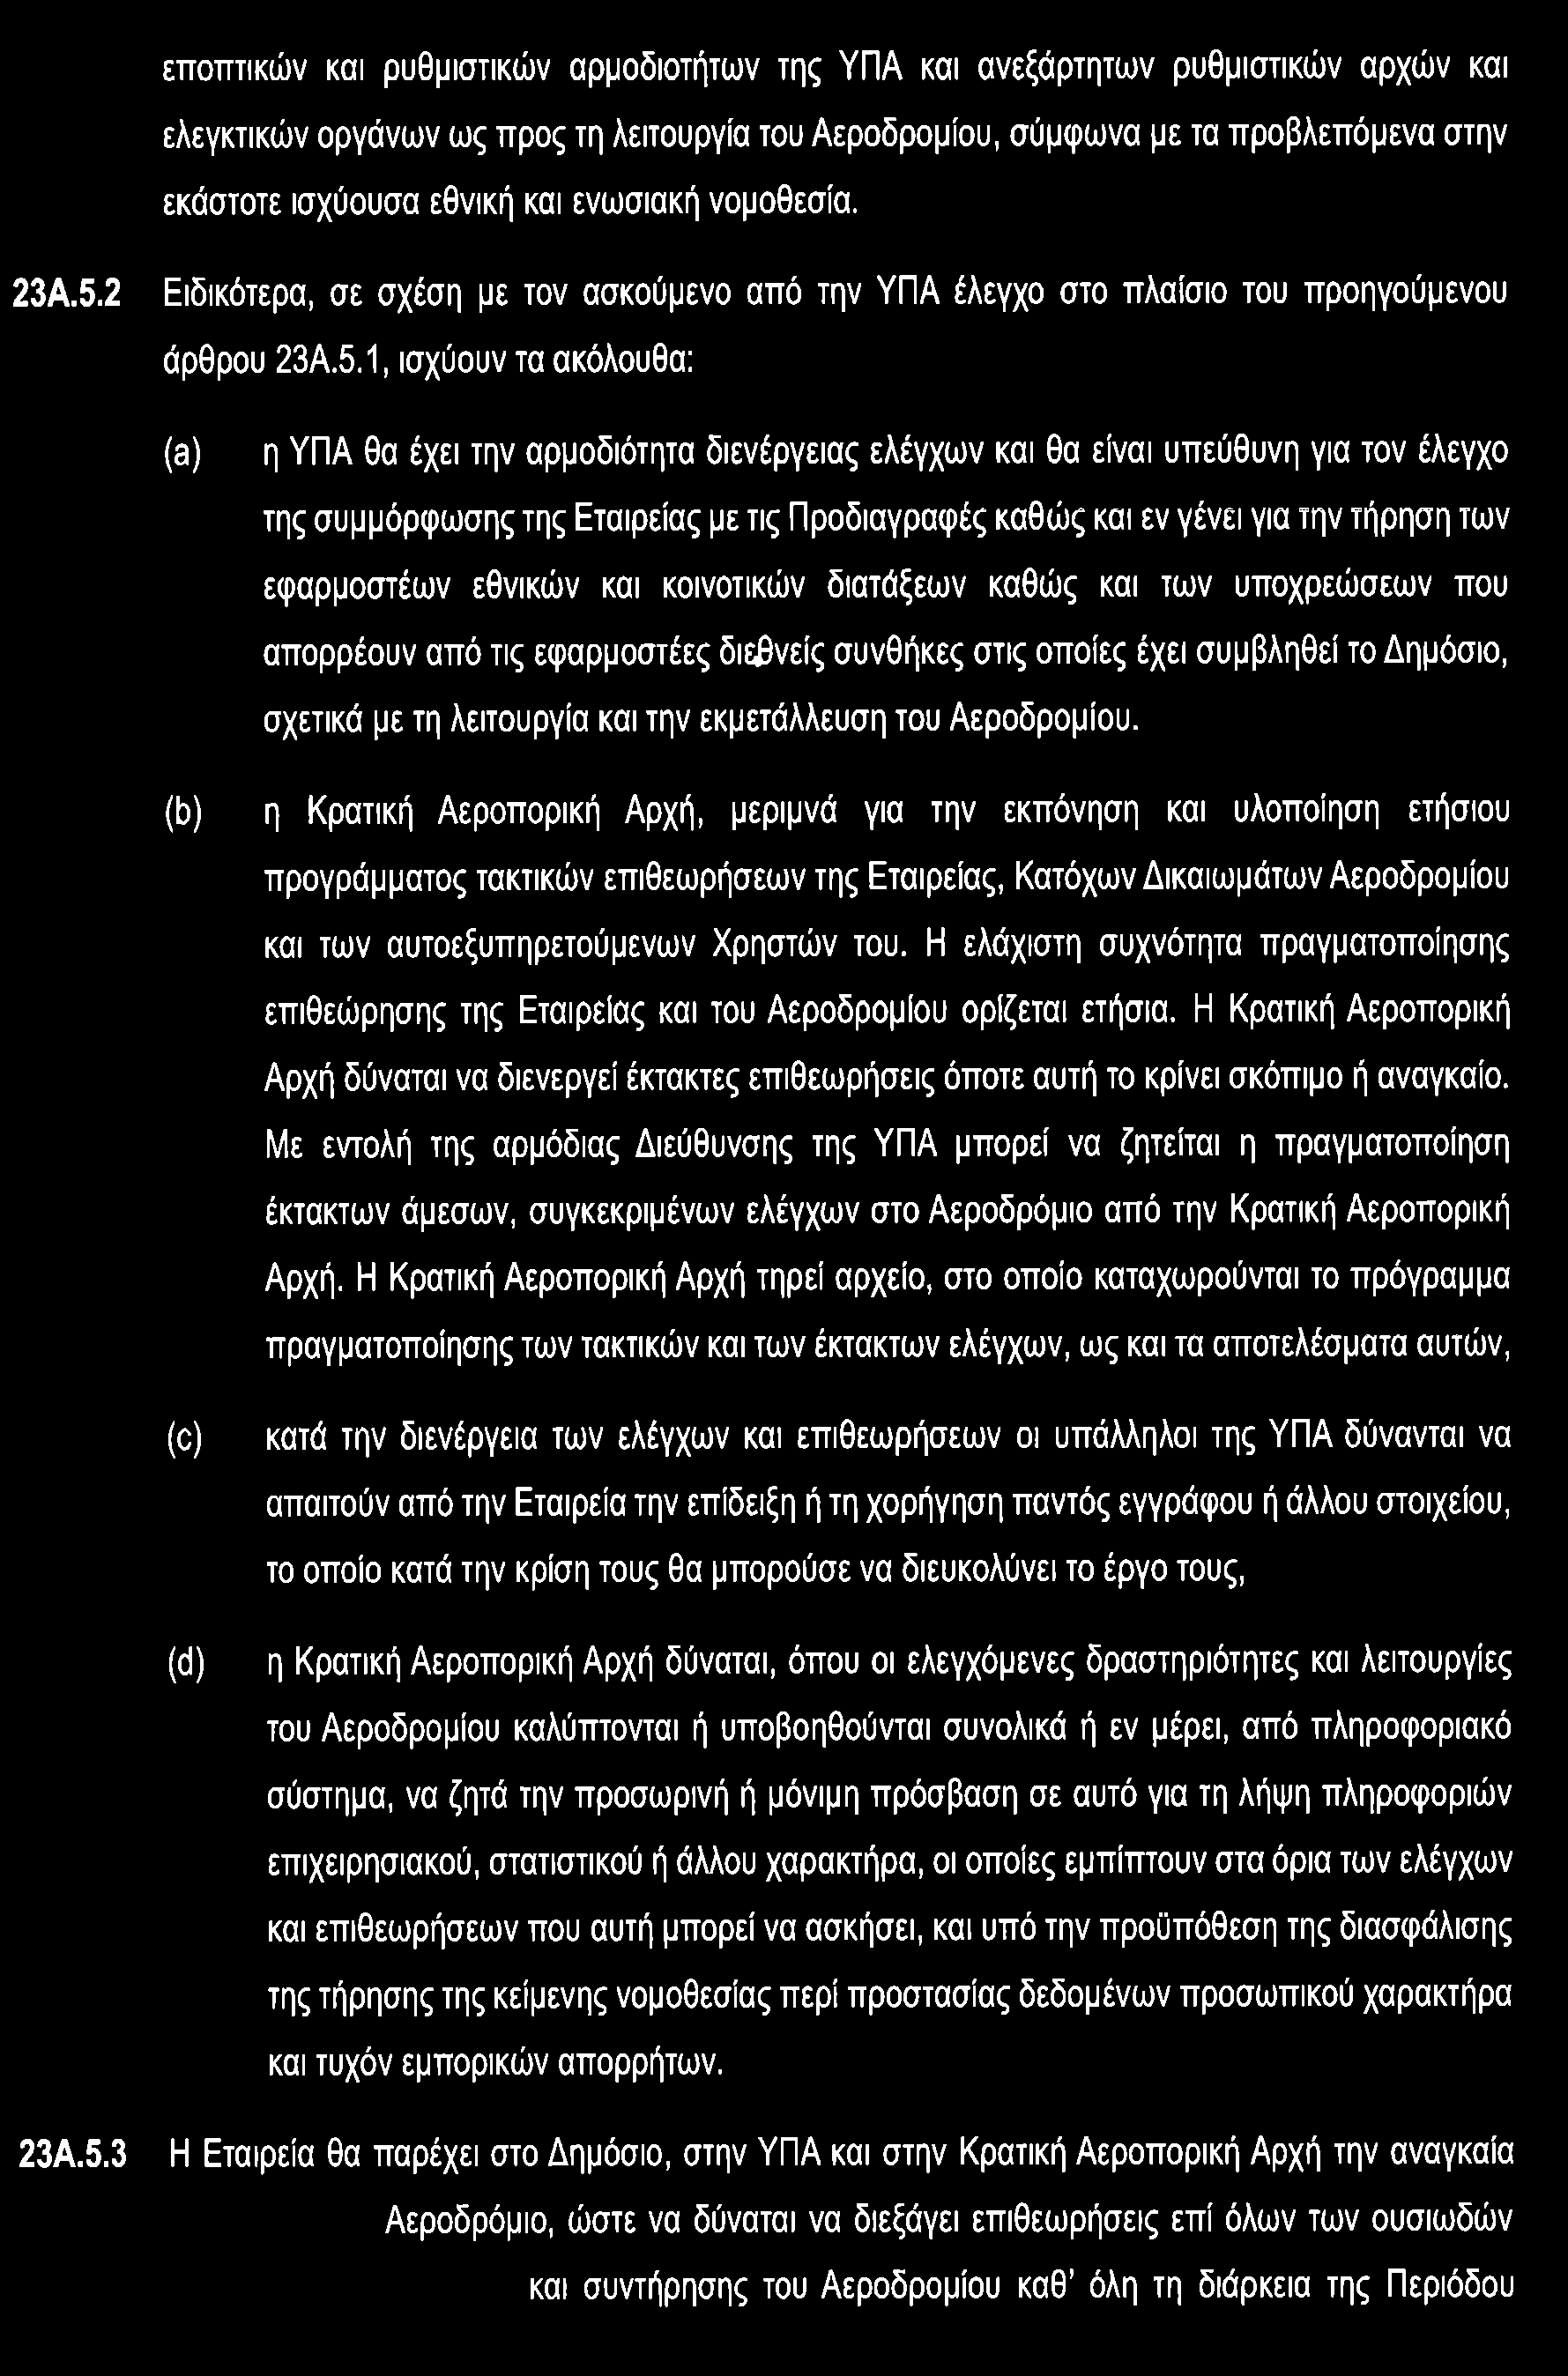 εποπτικών και ρυθμιστικών αρμοδιοτήτων της ΥΠΑ και ανεξάρτητων ρυθμιστικών αρχών και
ελεγκτικών οργάνων ως προς τη λειτουργία του Αεροδρομίου, σύμφωνα με τα προβλεπόμενα στην
εκάστοτε ισχύουσα εθνική και ενωσιακή νομοθεσία.
23Α.5.2 Ειδικότερα, σε σχέση με τον ασκούμενο από την ΥΠΑ έλεγχο στο πλαίσιο του προηγούμενου
άρθρου 23Α.5.1, ισχύουν τα ακόλουθα:
(a) η ΥΠΑ θα έχει την αρμοδιότητα διενέργειας ελέγχων και θα είναι υπεύθυνη για τον έλεγχο
της συμμόρφωσης της Εταιρείας με τις Προδιαγραφές καθώς και εν γένει για την τήρηση των
εφαρμοστέων εθνικών και κοινοτικών διατάξεων καθώς και των υποχρεώσεων που
απορρέουν από τις εφαρμοστέες διεθνείς συνθήκες στις οποίες έχει συμβληθεί το Δημόσιο,
σχετικά με τη λειτουργία και την εκμετάλλευση του Αεροδρομίου.
(b) η Κρατική Αεροπορική Αρχή, μεριμνά για την εκπόνηση και υλοποίηση ετήσιου
προγράμματος τακτικών επιθεωρήσεων της Εταιρείας, Κατόχων Δικαιωμάτων Αεροδρομίου
και των αυτοεξυπηρετούμενων Χρηστών του. Η ελάχιστη συχνότητα πραγματοποίησης
επιθεώρησης της Εταιρείας και του Αεροδρομίου ορίζεται ετήσια. Η Κρατική Αεροπορική
Αρχή δύναται να διενεργεί έκτακτες επιθεωρήσεις όποτε αυτή το κρίνει σκόπιμο ή αναγκαίο.
Με εντολή της αρμόδιας Διεύθυνσης της ΥΠΑ μπορεί να ζητείται η πραγματοποίηση
έκτακτων άμεσων, συγκεκριμένων ελέγχων στο Αεροδρόμιο από την Κρατική Αεροπορική
Αρχή. Η Κρατική Αεροπορική Αρχή τηρεί αρχείο, στο οποίο καταχωρούνται το πρόγραμμα
πραγματοποίησης των τακτικών και των έκτακτων ελέγχων, ως και τα αποτελέσματα αυτών,
(c) κατά την διενέργεια των ελέγχων και επιθεωρήσεων οι υπάλληλοι της ΥΠΑ δύνανται να
απαιτούν από την Εταιρεία την επίδειξη ή τη χορήγηση παντός εγγράφου ή άλλου στοιχείου,
το οποίο κατά την κρίση τους θα μπορούσε να διευκολύνει το έργο τους,
(d) η Κρατική Αεροπορική Αρχή δύναται, όπου οι ελεγχόμενες δραστηριότητες και λειτουργίες
του Αεροδρομίου καλύπτονται ή υποβοηθούνται συνολικά ή εν μέρει, από πληροφοριακό
σύστημα, να ζητά την προσωρινή ή μόνιμη πρόσβαση σε αυτό για τη λήψη πληροφοριών
επιχειρησιακού, στατιστικού ή άλλου χαρακτήρα, οι οποίες εμπίπτουν στα όρια των ελέγχων
και επιθεωρήσεων που αυτή μπορεί να ασκήσει, και υπό την προϋπόθεση της διασφάλισης
της τήρησης της κείμενης νομοθεσίας περί προστασίας δεδομένων προσωπικού χαρακτήρα
και τυχόν εμπορικών απορρήτων.
23Α.5.3 Η Εταιρεία θα παρέχει στο Δημόσιο, στην ΥΠΑ και στην Κρατική Αεροπορική Αρχή την αναγκαία
Αεροδρόμιο, ώστε να δύναται να διεξάγει επιθεωρήσεις επί όλων των ουσιωδών
και συντήρησης του Αεροδρομίου καθ’ όλη τη διάρκεια της Περιόδου